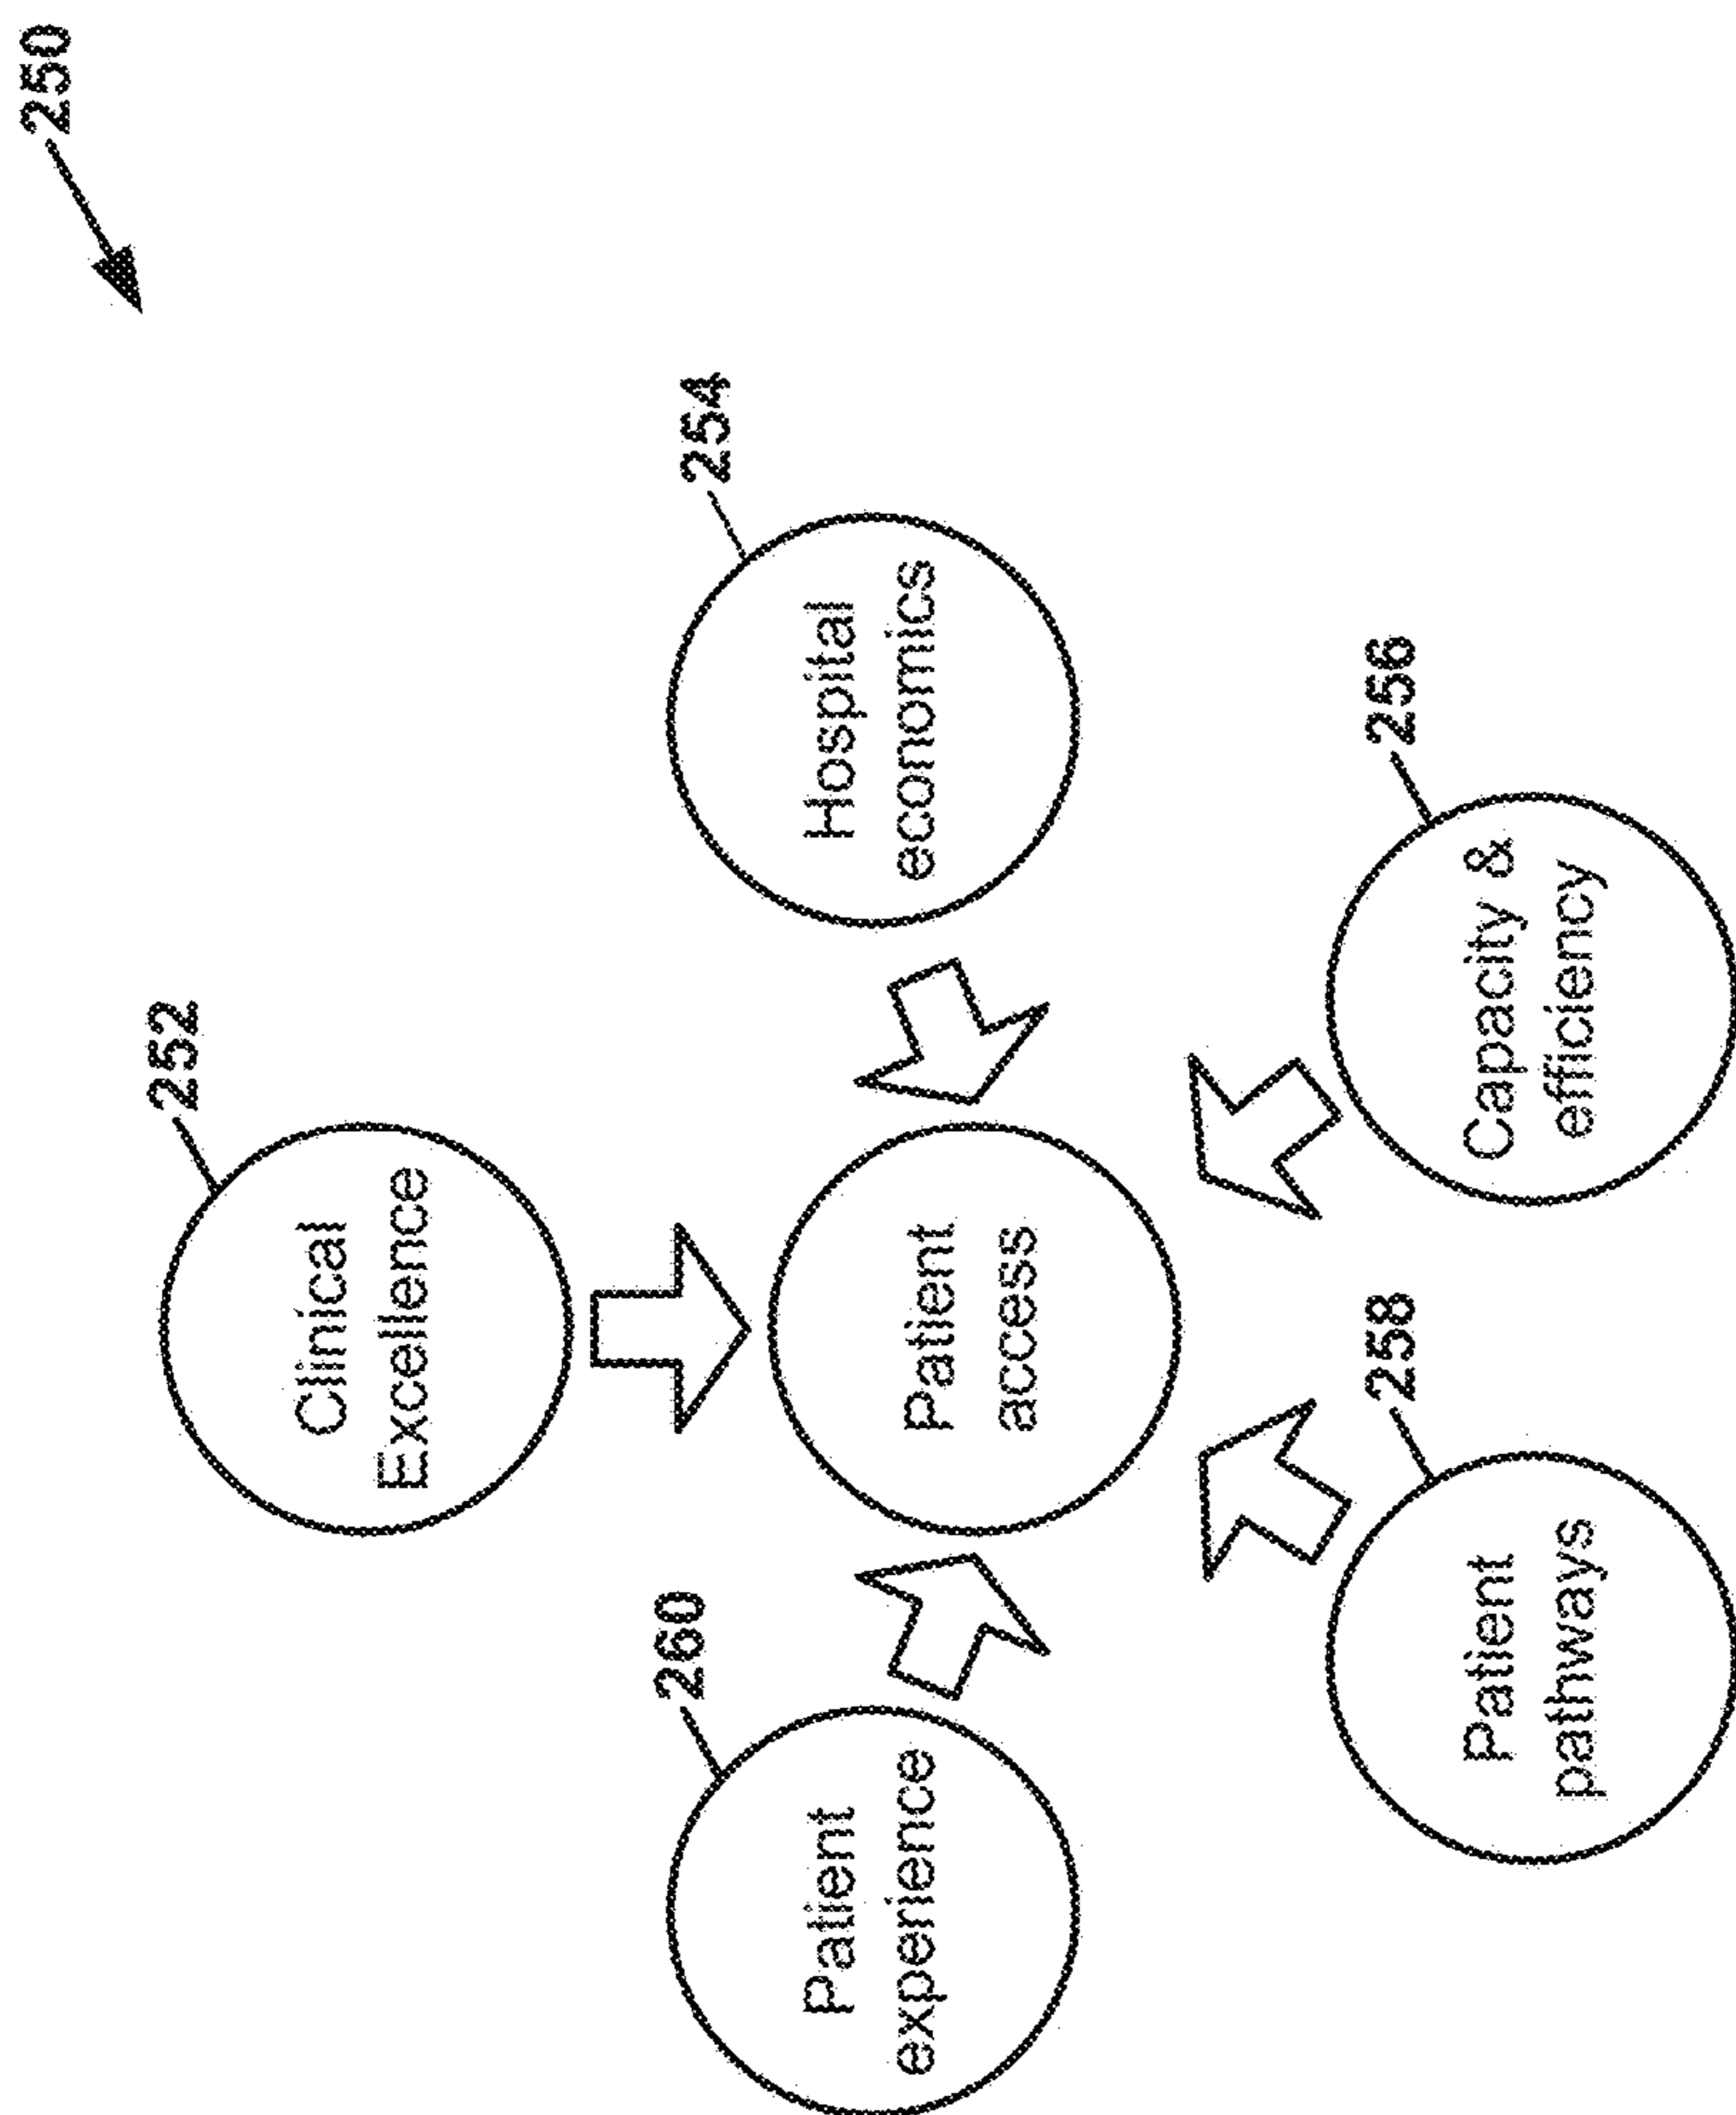 250
252
Clinical
Excellence
254
Hospital
economics
260
Patient
experience
Patient
access
256
Capacity &
efficiency
258
Patient
pathways